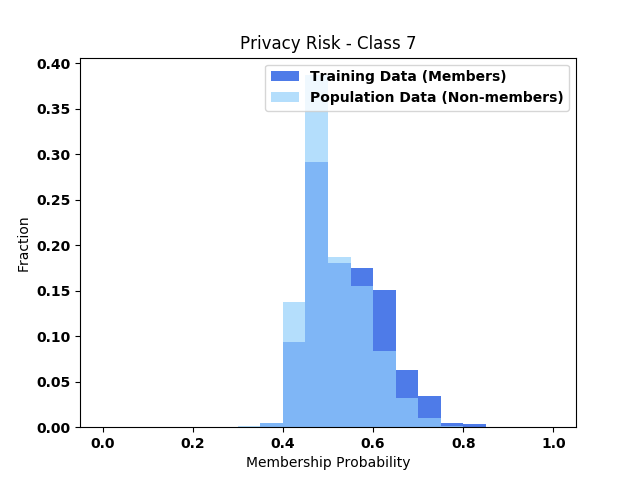 Privacy Risk - Class 7
Training Data (Members)
Population Data (Non-members)
0.40
0.35
0.30
0.25
0.20
0.15
0.10
0.05
0.00
Fraction
0.0 0.2 0.4 0.6 0.8 1.0
Membership Probability